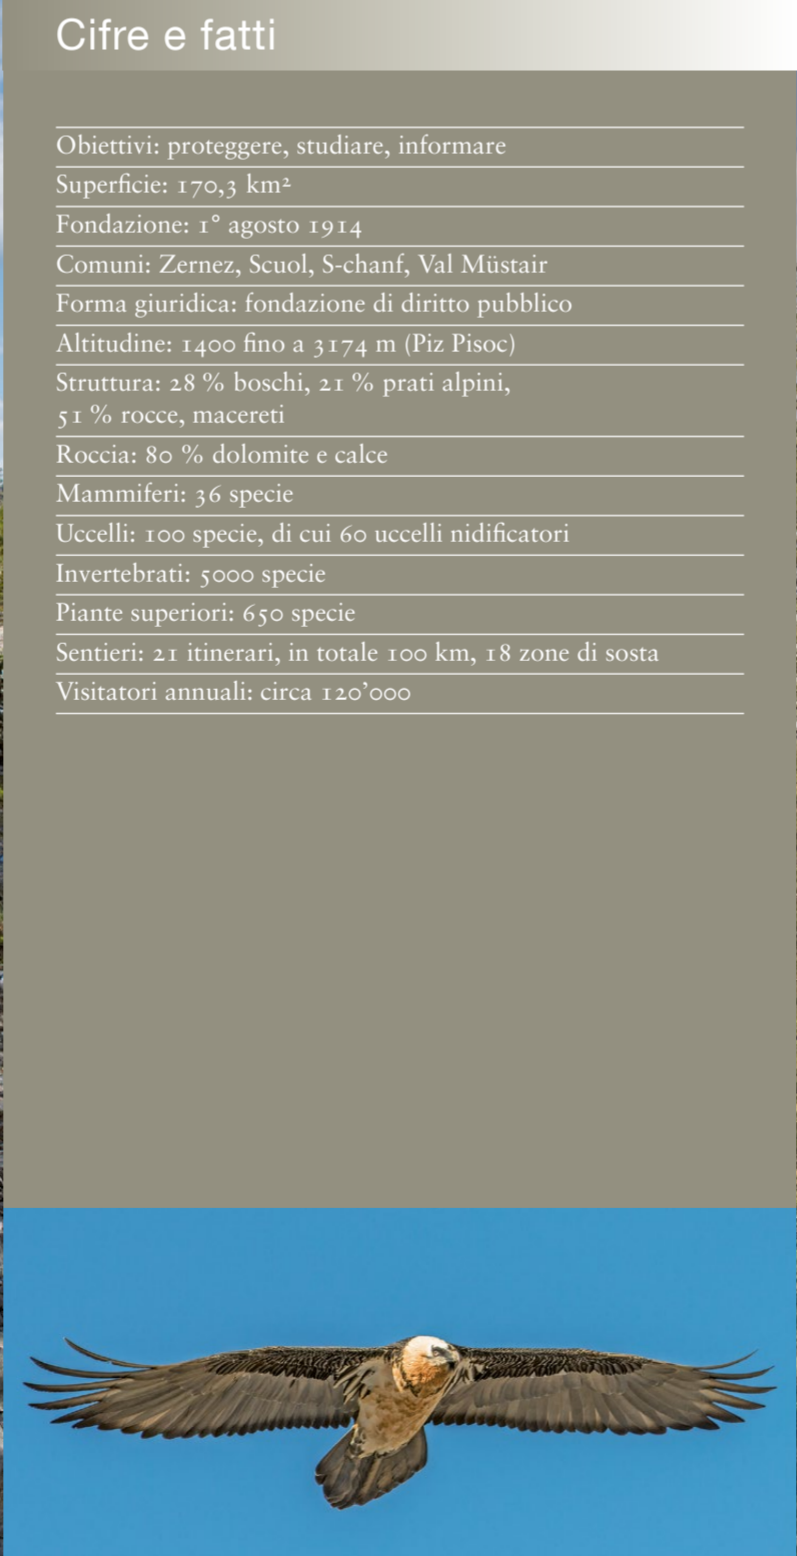 Cifre e fatti
Obiettivi: proteggere, studiare, informare
Superficie: 170,3 km²
Fondazione: 1° agosto 1914
Comuni: Zernez, Scuol, S-chanf, Val Müstair
Forma giuridica: fondazione di diritto pubblico
Altitudine: 1400 fino a 3174 m (Piz Pisoc)
Struttura: 28 % boschi, 21 % prati alpini,
51 % rocce, macereti
Roccia: 80 % dolomite e calce
Mammiferi: 36 specie
Uccelli: 100 specie, di cui 60 uccelli nidificatori
Invertebrati: 5000 specie
Piante superiori: 650 specie
Sentieri: 21 itinerari, in totale 100 km, 18 zone di sosta
Visitatori annuali: circa 120’000